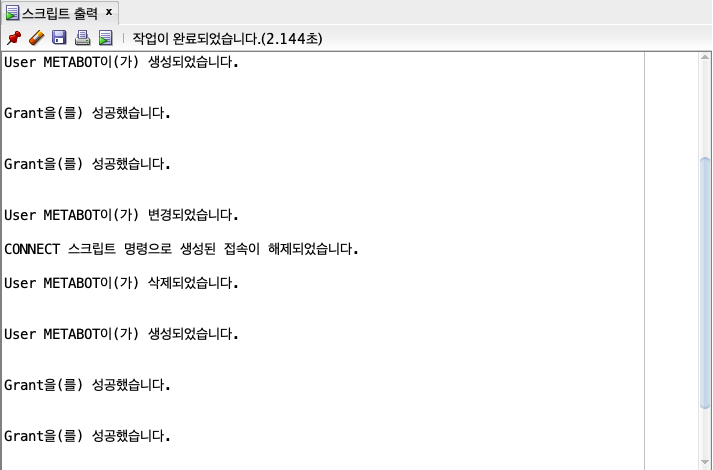 스크립트 출력 x
작업이 완료되었습니다.(2.144초)
User METABOT이(가) 생성되었습니다.
Grant을(를) 성공했습니다.
Grant을(를) 성공했습니다.
User METABOT이(가) 변경되었습니다.
CONNECT 스크립트 명령으로 생성된 접속이 해제되었습니다.
User METABOT이(가) 삭제되었습니다.
User METABOT이(가) 생성되었습니다.
Grant을(를) 성공했습니다.
Grant을(를) 성공했습니다.